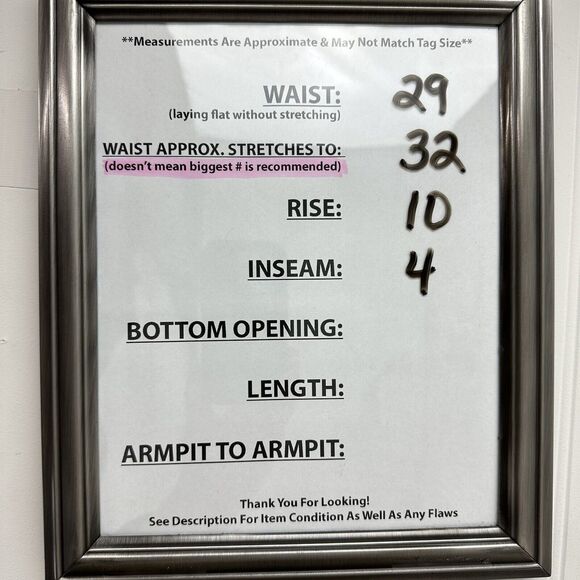 **Measurements Are Approximate & May Not Match Tag Size**
WAIST: 29
(laying flat without stretching)
WAIST APPROX. STRETCHES TO: 32
(doesn't mean biggest # is recommended)
RISE: 10
INSEAM: 4
BOTTOM OPENING:
LENGTH:
ARMPIT TO ARMPIT:
Thank You For Looking!
See Description For Item Condition As Well As Any Flaws